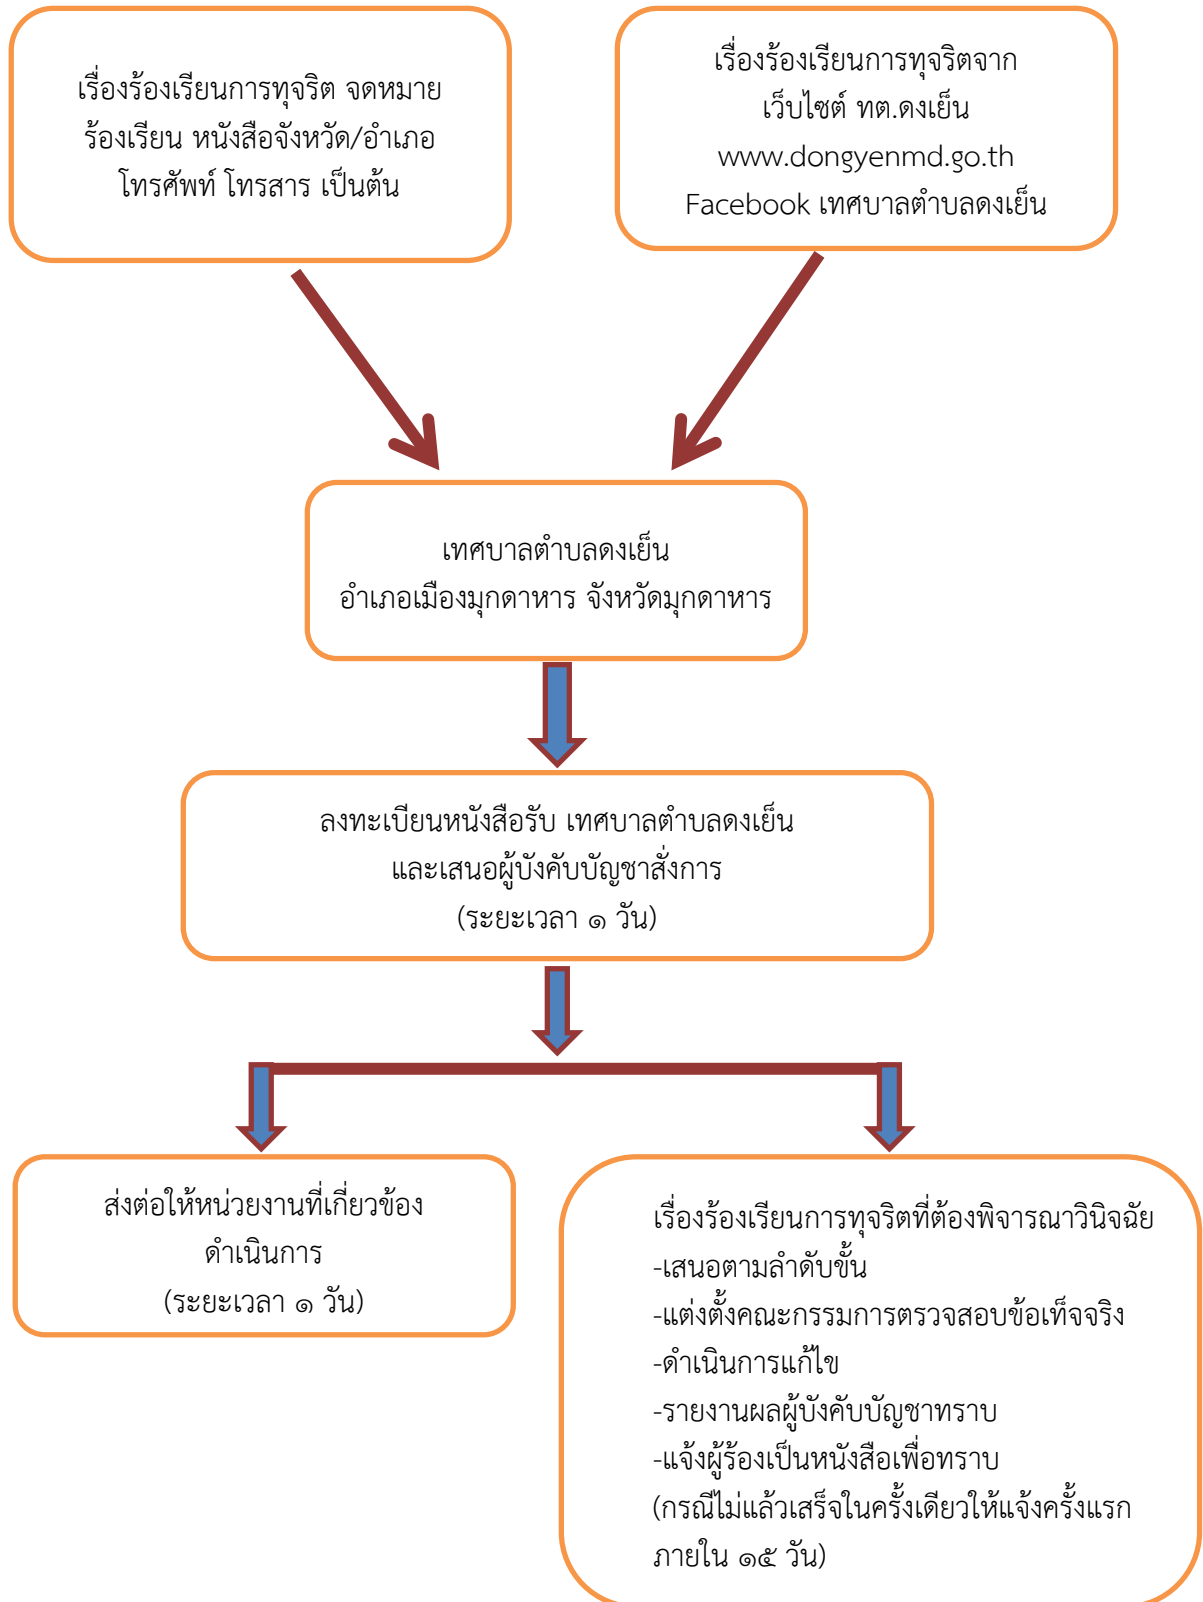 เรื่องร้องเรียนการทุจริต จดหมาย
ร้องเรียน หนังสือจังหวัด/อำเภอ
โทรศัพท์ โทรสาร เป็นต้น
เรื่องร้องเรียนการทุจริตจาก
เว็บไซต์ ทต.ดงเย็น
www.dongyenmd.go.th
Facebook เทศบาลตำบลดงเย็น
เทศบาลตำบลดงเย็น
อำเภอเมืองมุกดาหาร จังหวัดมุกดาหาร
ลงทะเบียนหนังสือรับ เทศบาลตำบลดงเย็น
และเสนอผู้บังคับบัญชาสั่งการ
(ระยะเวลา ๑ วัน)
ส่งต่อให้หน่วยงานที่เกี่ยวข้อง
ดำเนินการ
(ระยะเวลา ๑ วัน)
เรื่องร้องเรียนการทุจริตที่ต้องพิจารณาวินิจฉัย
-เสนอตามลำดับขั้น
-แต่งตั้งคณะกรรมการตรวจสอบข้อเท็จจริง
-ดำเนินการแก้ไข
-รายงานผลผู้บังคับบัญชาทราบ
-แจ้งผู้ร้องเป็นหนังสือเพื่อทราบ
(กรณีไม่แล้วเสร็จในครั้งเดียวให้แจ้งครั้งแรก
ภายใน ๑๕ วัน)